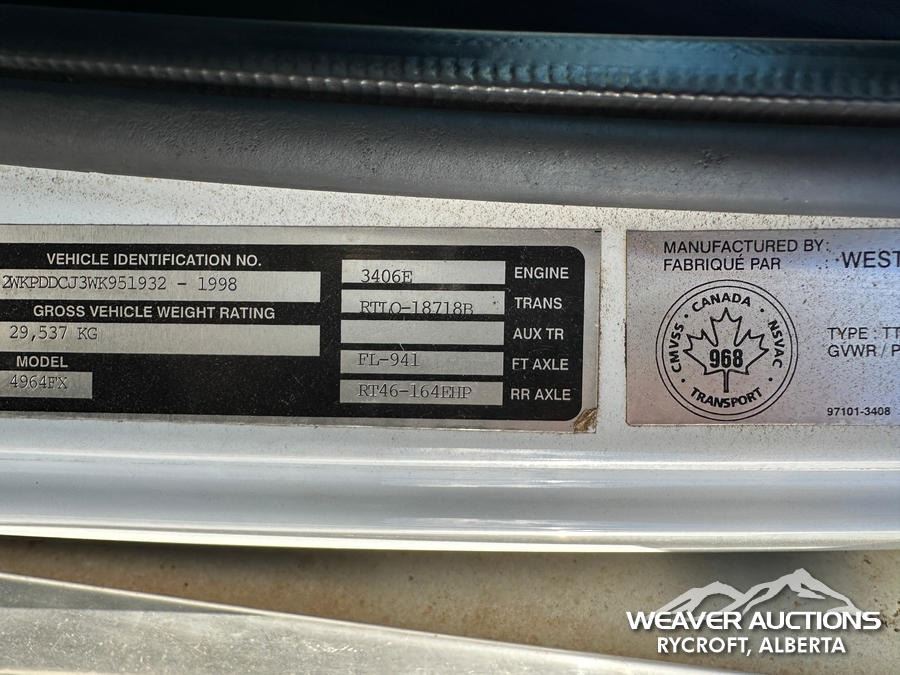 VEHICLE IDENTIFICATION NO.
2WKPDDCJ3WK951932 - 1998
GROSS VEHICLE WEIGHT RATING
29,537 KG
MODEL
4964FX
3406E ENGINE
RTLO-18718B TRANS
AUX TR
FL-941 FT AXLE
RT46-164EHP RR AXLE
MANUFACTURED BY:
FABRIQUÉ PAR
WEST
CANADA
CMVSS
NSVAC
968
TRANSPORT
TYPE : TT
GVWR / P
97101-3408
WEAVER AUCTIONS
RYCROFT, ALBERTA